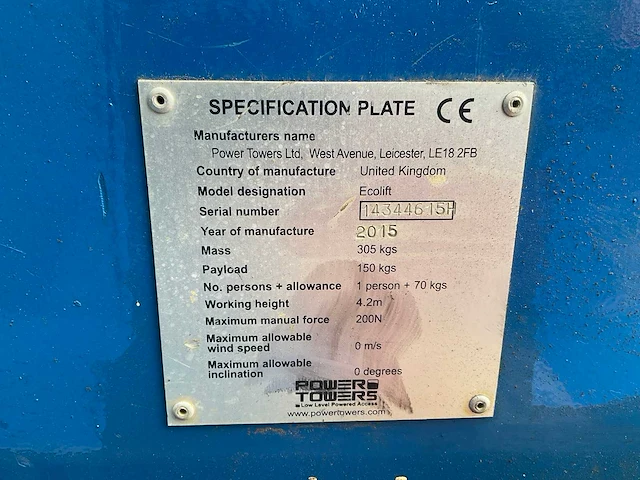 SPECIFICATION PLATE CE
Manufacturers name
Power Towers Ltd, West Avenue, Leicester, LE18 2FB
Country of manufacture United Kingdom
Model designation Ecolift
Serial number 14344615H
Year of manufacture 2015
Mass 305 kgs
Payload 150 kgs
No. persons + allowance 1 person + 70 kgs
Working height 4.2m
Maximum manual force 200N
Maximum allowable
wind speed 0 m/s
Maximum allowable
inclination 0 degrees
POWER
TOWERS
Low Level Powered Access
www.powertowers.com